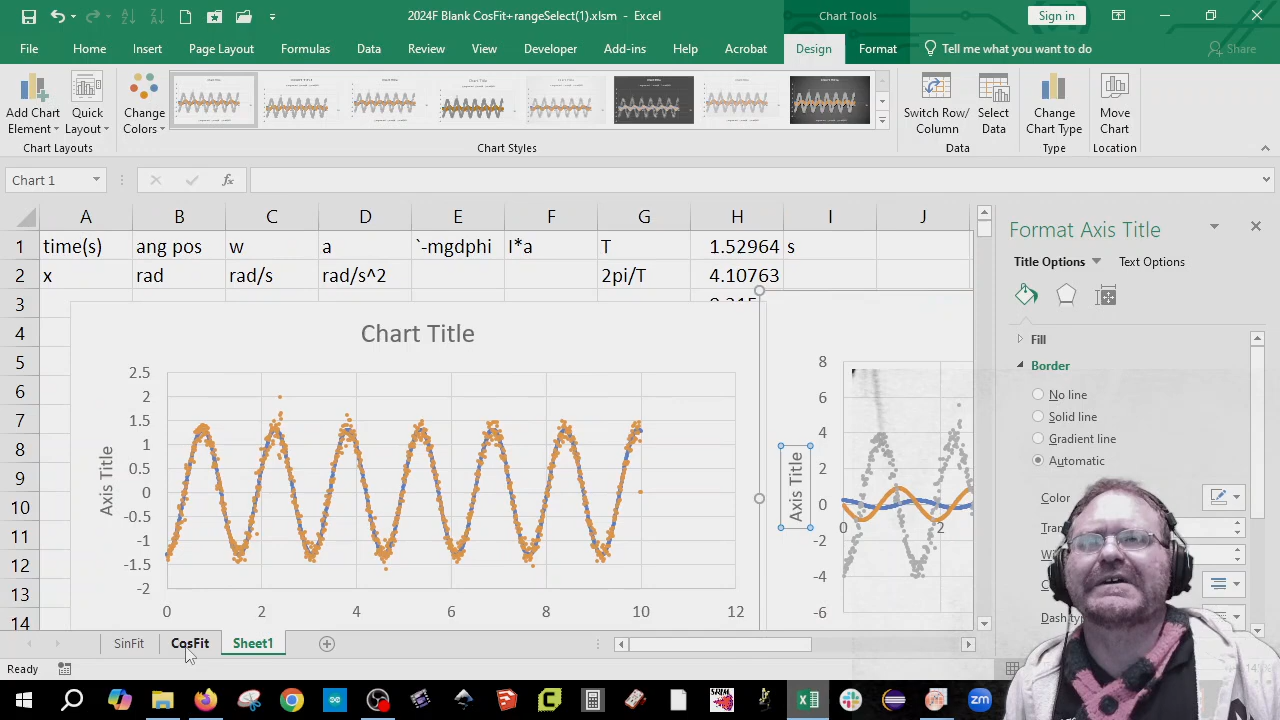 2024F Blank CosFit+rangeSelect(1).xlsm - Excel
Chart Tools
Sign in
File Home Insert Page Layout Formulas Data Review View Developer Add-ins Help Acrobat Design Format Tell me what you want to do Share
Add Chart Element
Quick Layout
Change Colors
Switch Row/ Column
Select Data
Change Chart Type
Move Chart
Chart Layouts
Chart Styles
Data
Type
Location
Chart 1
fx
A B C D E F G H I J
1 time(s) ang pos w a `-mgdphi I*a T 1.52964 s
2 x rad rad/s rad/s^2 2pi/T 4.10763
3
4
5
6
7
8
9
10
11
12
13
14
Chart Title
Axis Title
2.5
2
1.5
1
0.5
0
-0.5
-1
-1.5
-2
0 2 4 6 8 10 12
Axis Title
8
6
4
2
0
-2
-4
-6
0 2
Format Axis Title
Title Options Text Options
Fill
Border
No line
Solid line
Gradient line
Automatic
Color
SinFit CosFit Sheet1
Ready
zm